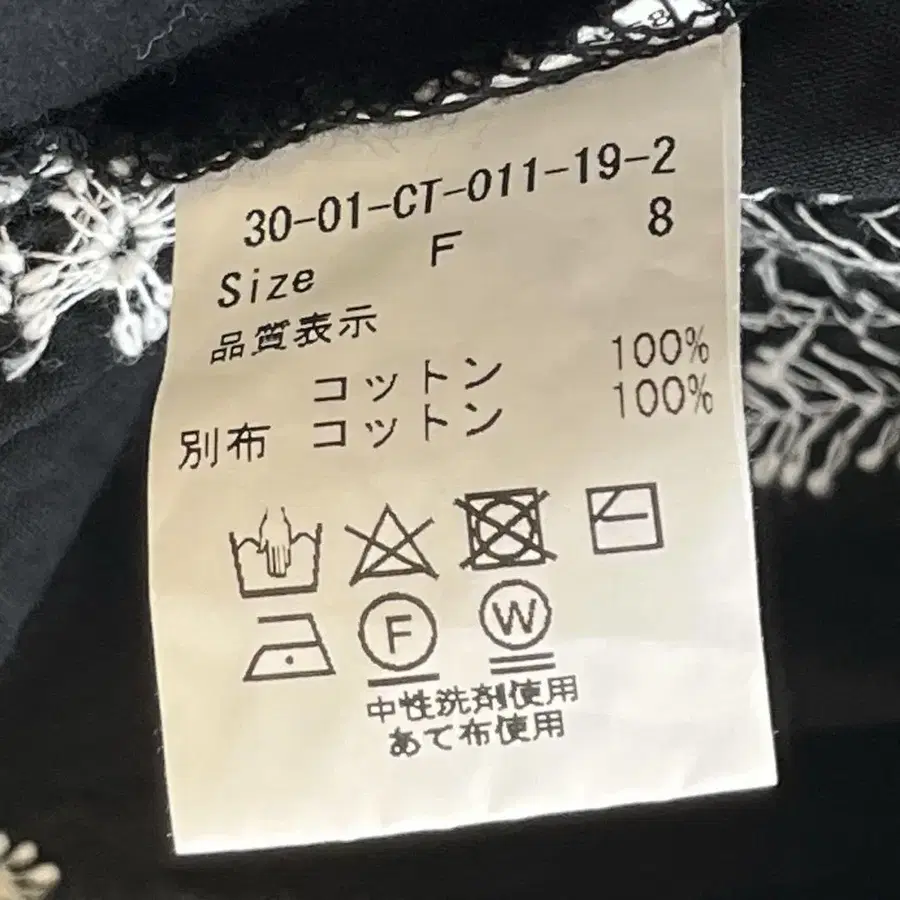 30-01-CT-011-19-2
Size F 8
品質表示
コットン 100%
別布 コットン 100%
F W
中性洗剤使用
あて布使用